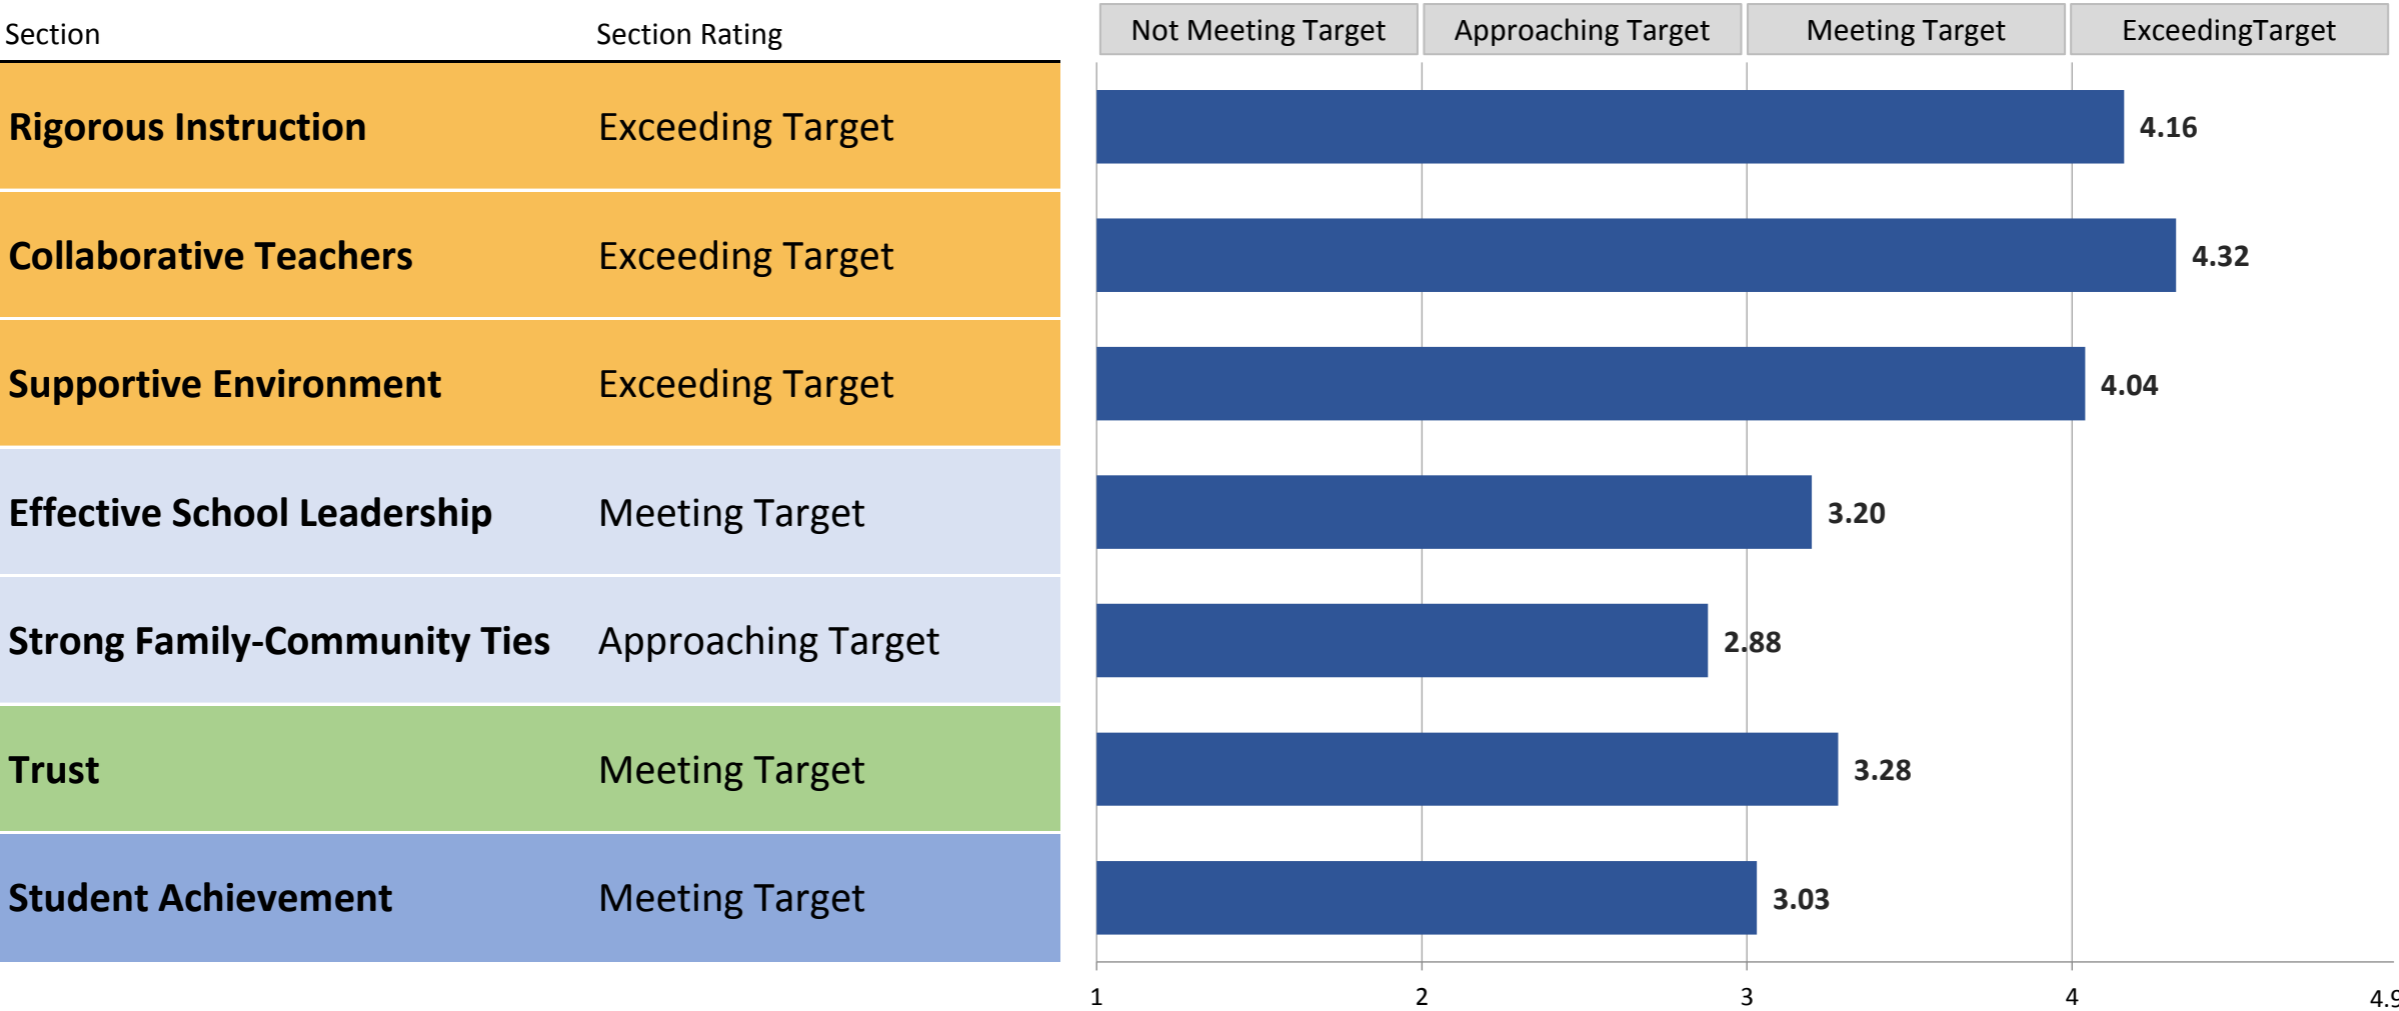 Section Section Rating Not Meeting Target Approaching Target Meeting Target ExceedingTarget
Rigorous Instruction Exceeding Target 4.16
Collaborative Teachers Exceeding Target 4.32
Supportive Environment Exceeding Target 4.04
Effective School Leadership Meeting Target 3.20
Strong Family-Community Ties Approaching Target 2.88
Trust Meeting Target 3.28
Student Achievement Meeting Target 3.03
1 2 3 4 4.9